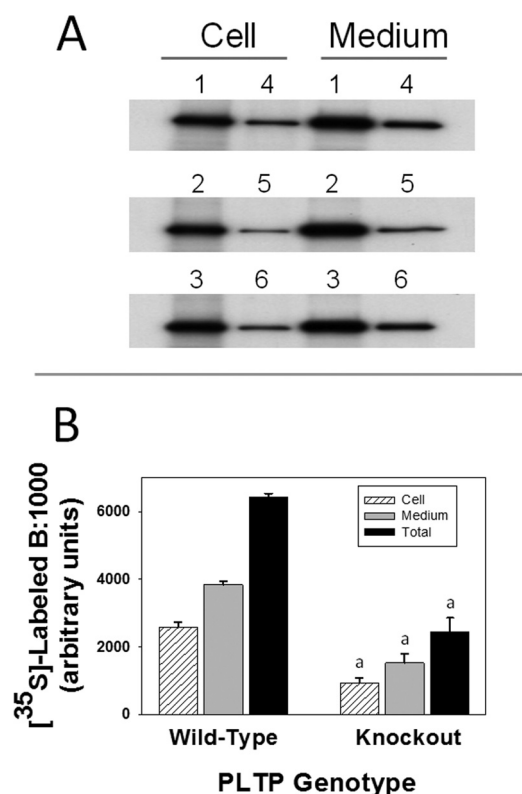 A
Cell Medium
1 4 1 4
2 5 2 5
3 6 3 6
B
[35S]-Labeled B:1000
(arbitrary units)
6000
4000
2000
0
Cell
Medium
Total
a a a
Wild-Type Knockout
PLTP Genotype